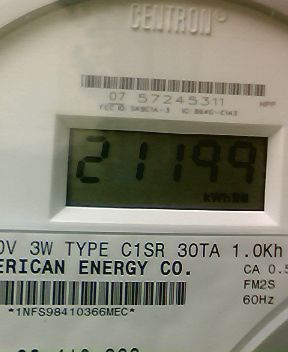 CENTRON®
07 57245311
HPP
21199
kWh
0V 3W TYPE C1SR 30TA 1.0Kh
ERICAN ENERGY CO.
CA 0.5
FM2S
60Hz
*1NFS98410366MEC*